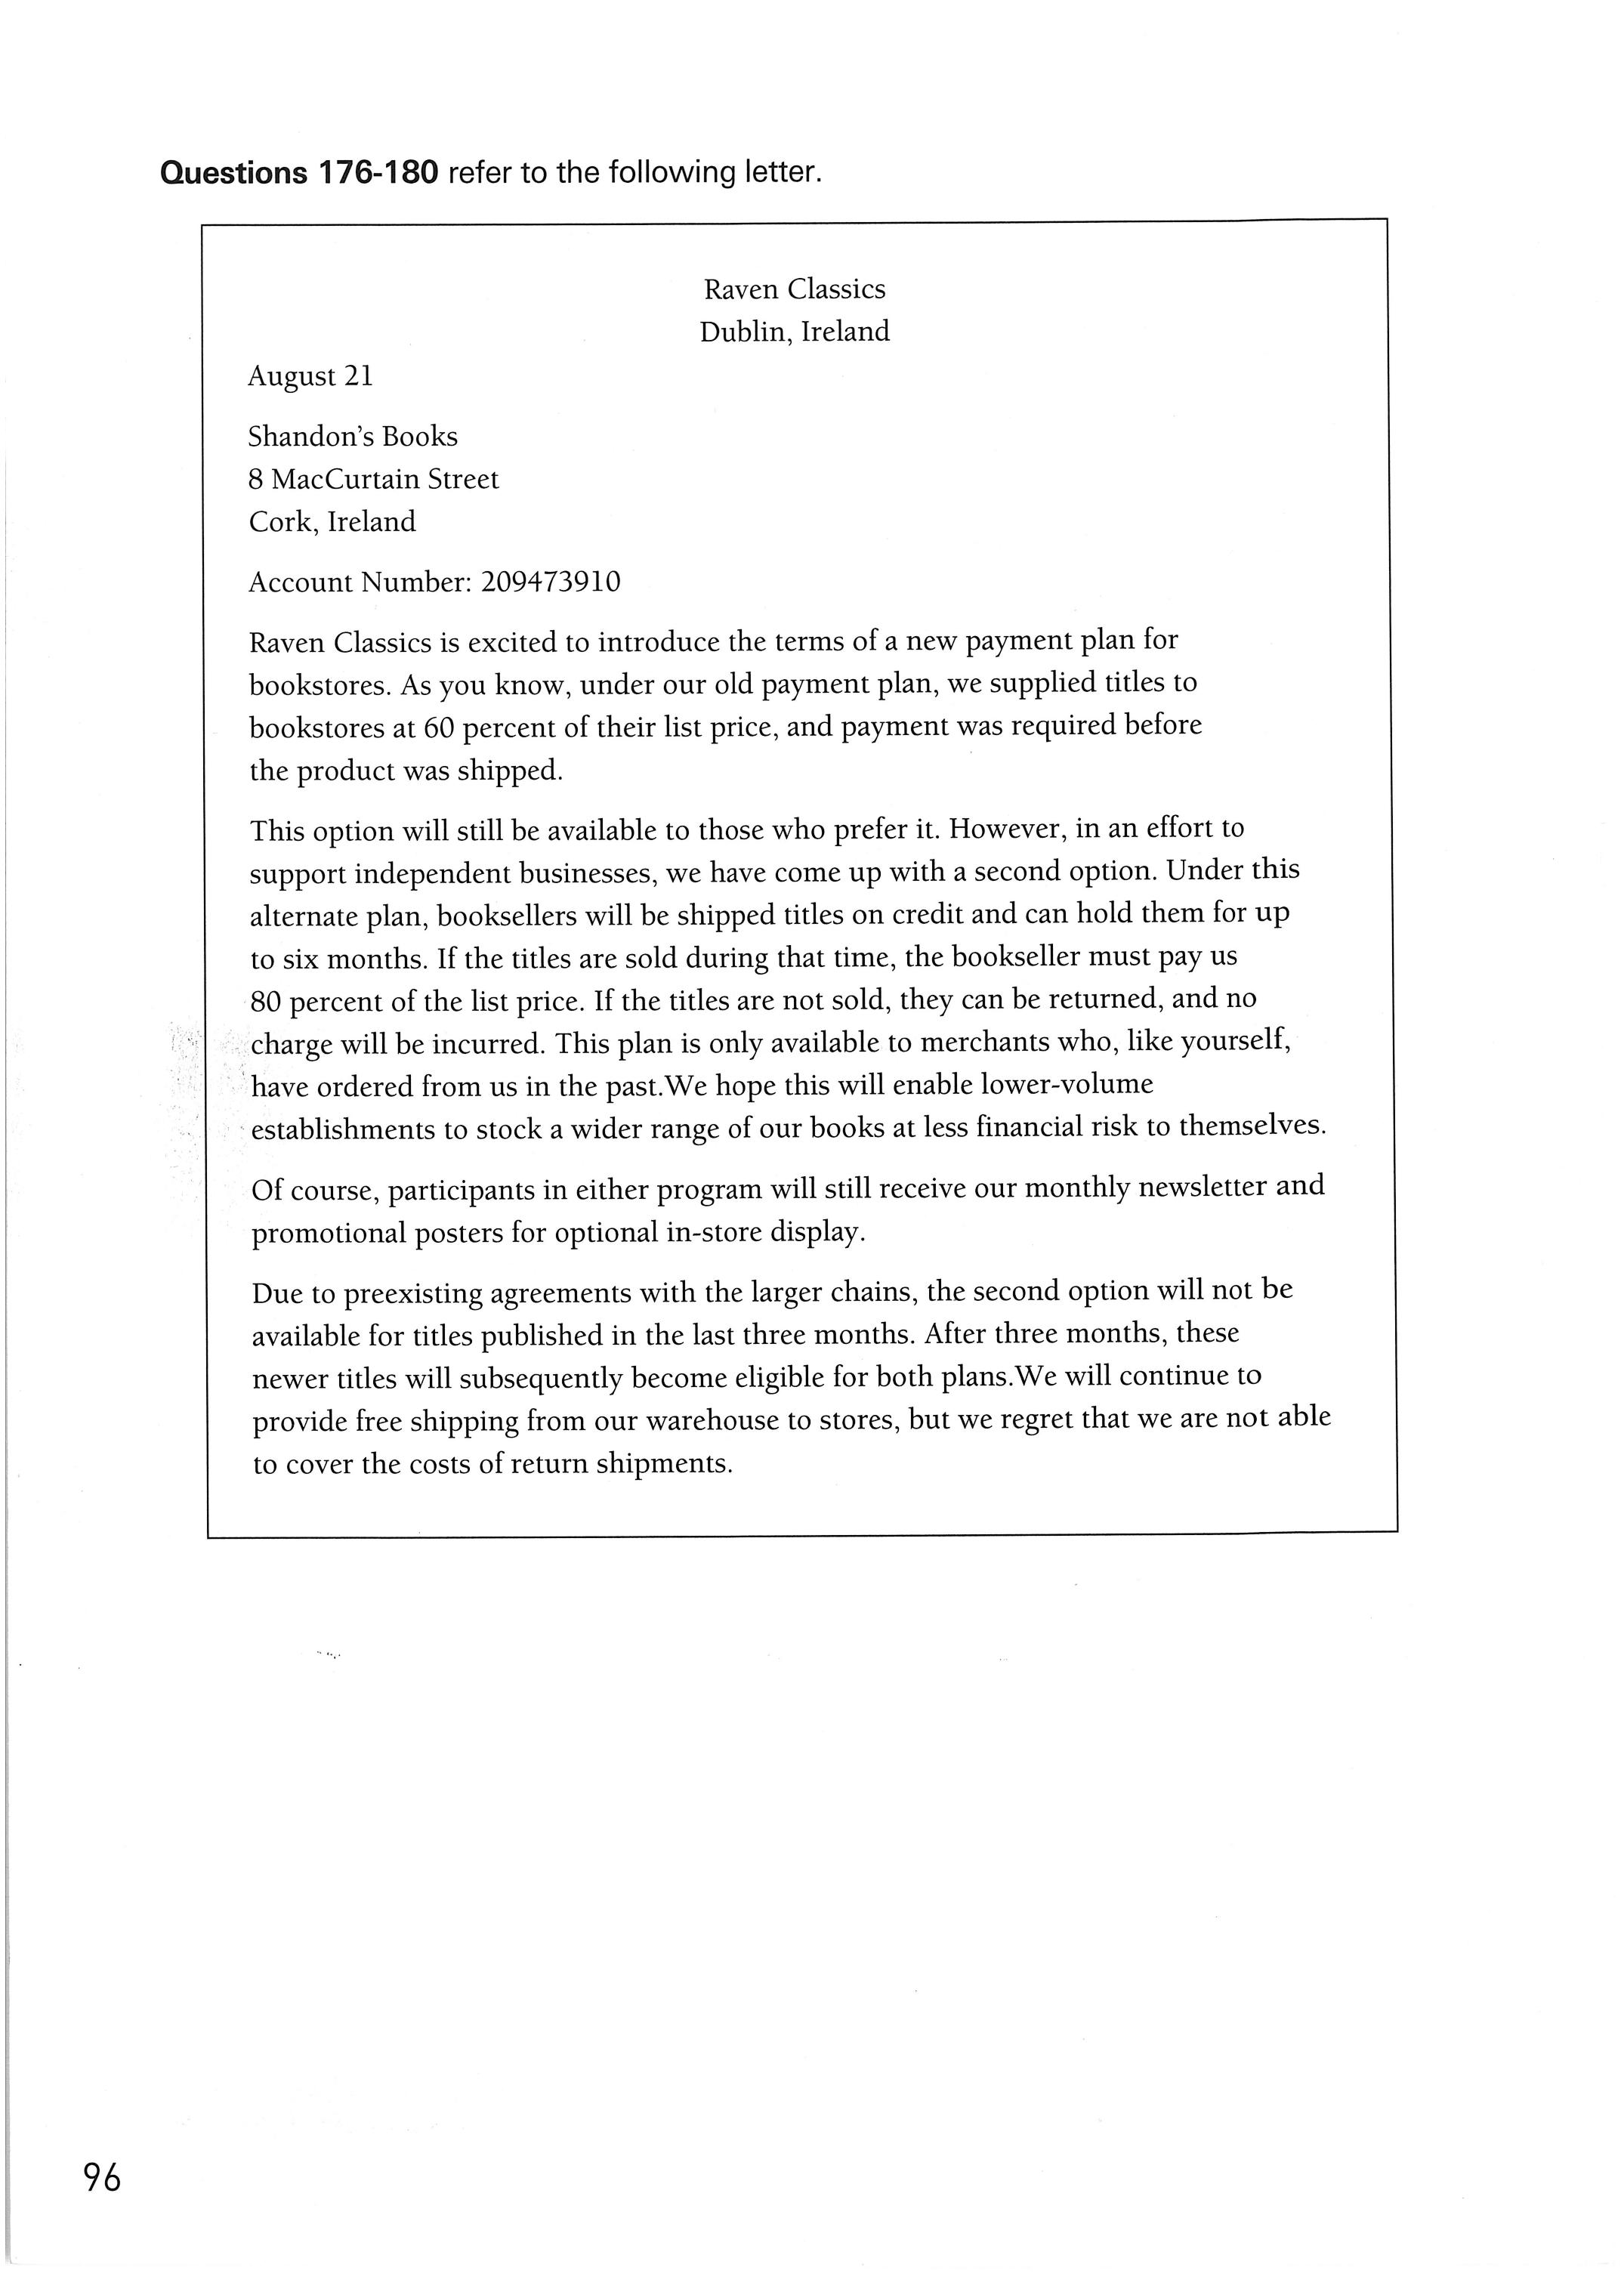 Questions 176-180 refer to the following letter.
Raven Classics
Dublin, Ireland
August 21
Shandon's Books
8 MacCurtain Street
Cork, Ireland
Account Number: 209473910
Raven Classics is excited to introduce the terms of a new payment plan for
bookstores. As you know, under our old payment plan, we supplied titles to
bookstores at 60 percent of their list price, and payment was required before
the product was shipped.
This option will still be available to those who prefer it. However, in an effort to
support independent businesses, we have come up with a second option. Under this
alternate plan, booksellers will be shipped titles on credit and can hold them for up
to six months. If the titles are sold during that time, the bookseller must pay us
80 percent of the list price. If the titles are not sold, they can be returned, and no
charge will be incurred. This plan is only available to merchants who, like yourself,
have ordered from us in the past.We hope this will enable lower-volume
establishments to stock a wider range of our books at less financial risk to themselves.
Of course, participants in either program will still receive our monthly newsletter and
promotional posters for optional in-store display.
Due to preexisting agreements with the larger chains, the second option will not be
available for titles published in the last three months. After three months, these
newer titles will subsequently become eligible for both plans.We will continue to
provide free shipping from our warehouse to stores, but we regret that we are not able
to cover the costs of return shipments.
96